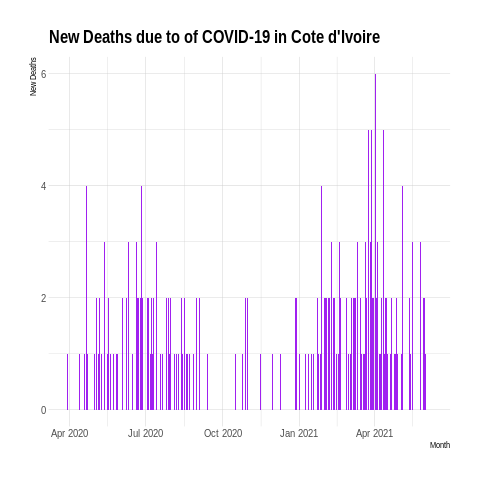 New Deaths due to of COVID-19 in Cote d'Ivoire
New Deaths
6
4
2
0
Apr 2020 Jul 2020 Oct 2020 Jan 2021 Apr 2021
Month